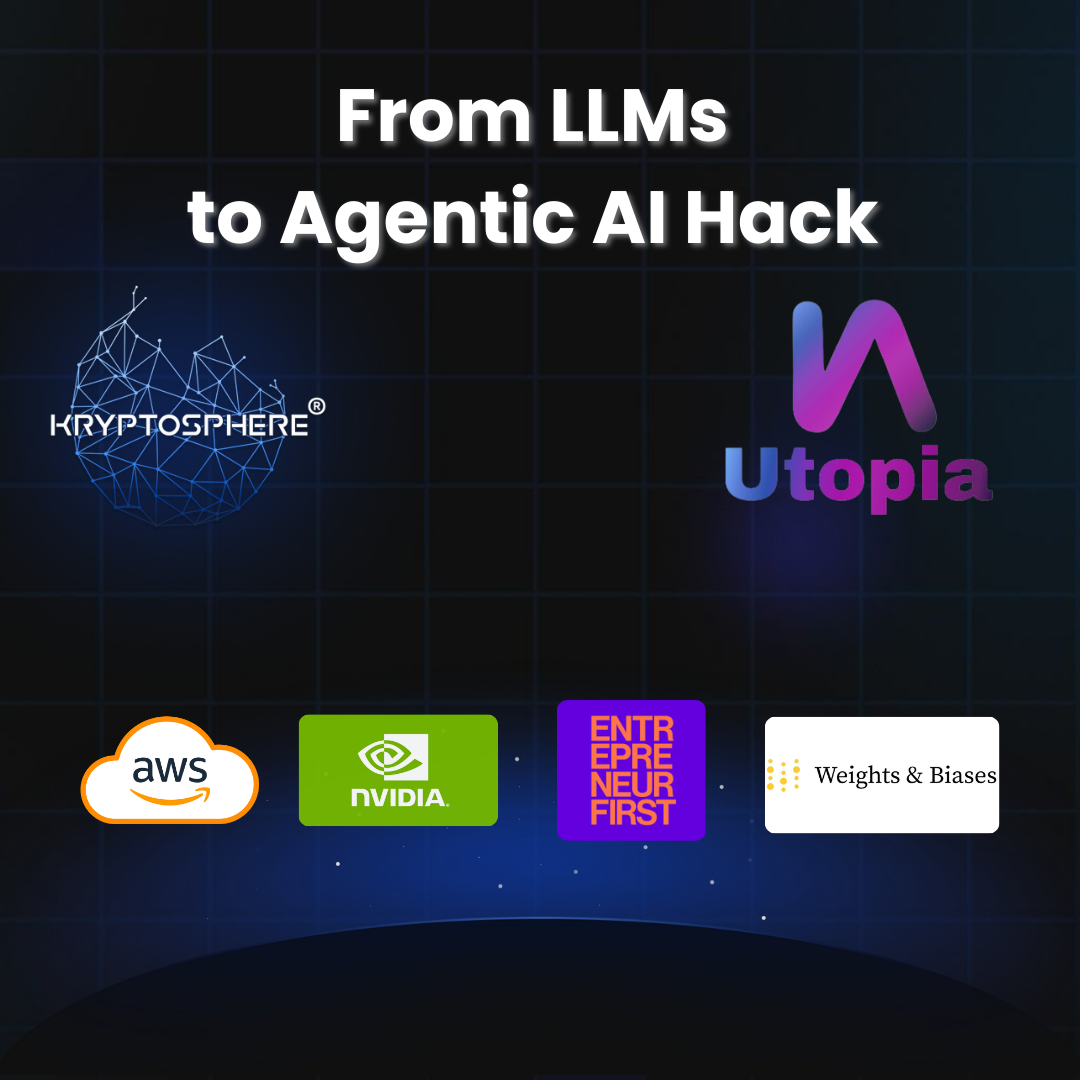 From LLMs
to Agentic AI Hack
KRYPTOSPHERE®
Utopia
aws
NVIDIA.
ENTR
EPRE
NEUR
FIRST
Weights & Biases